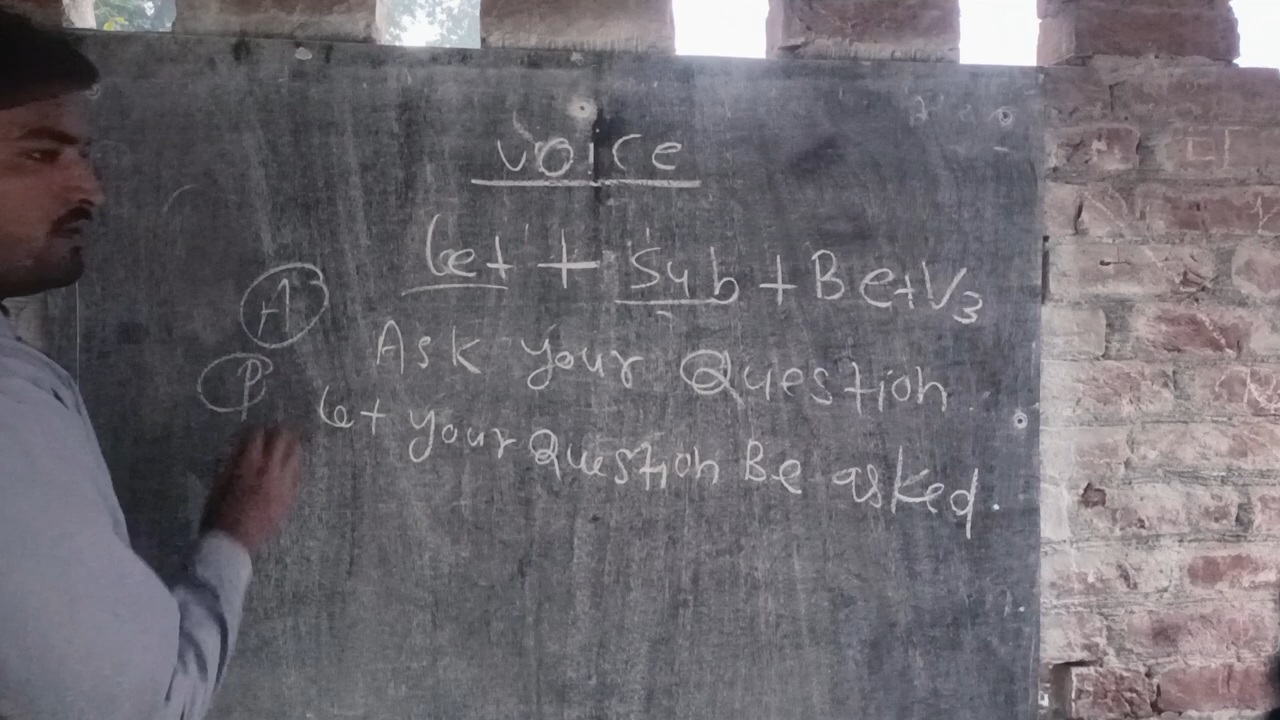 Voice
Let + Sub + Be + V3
A Ask your Question
P Let your Question Be asked.